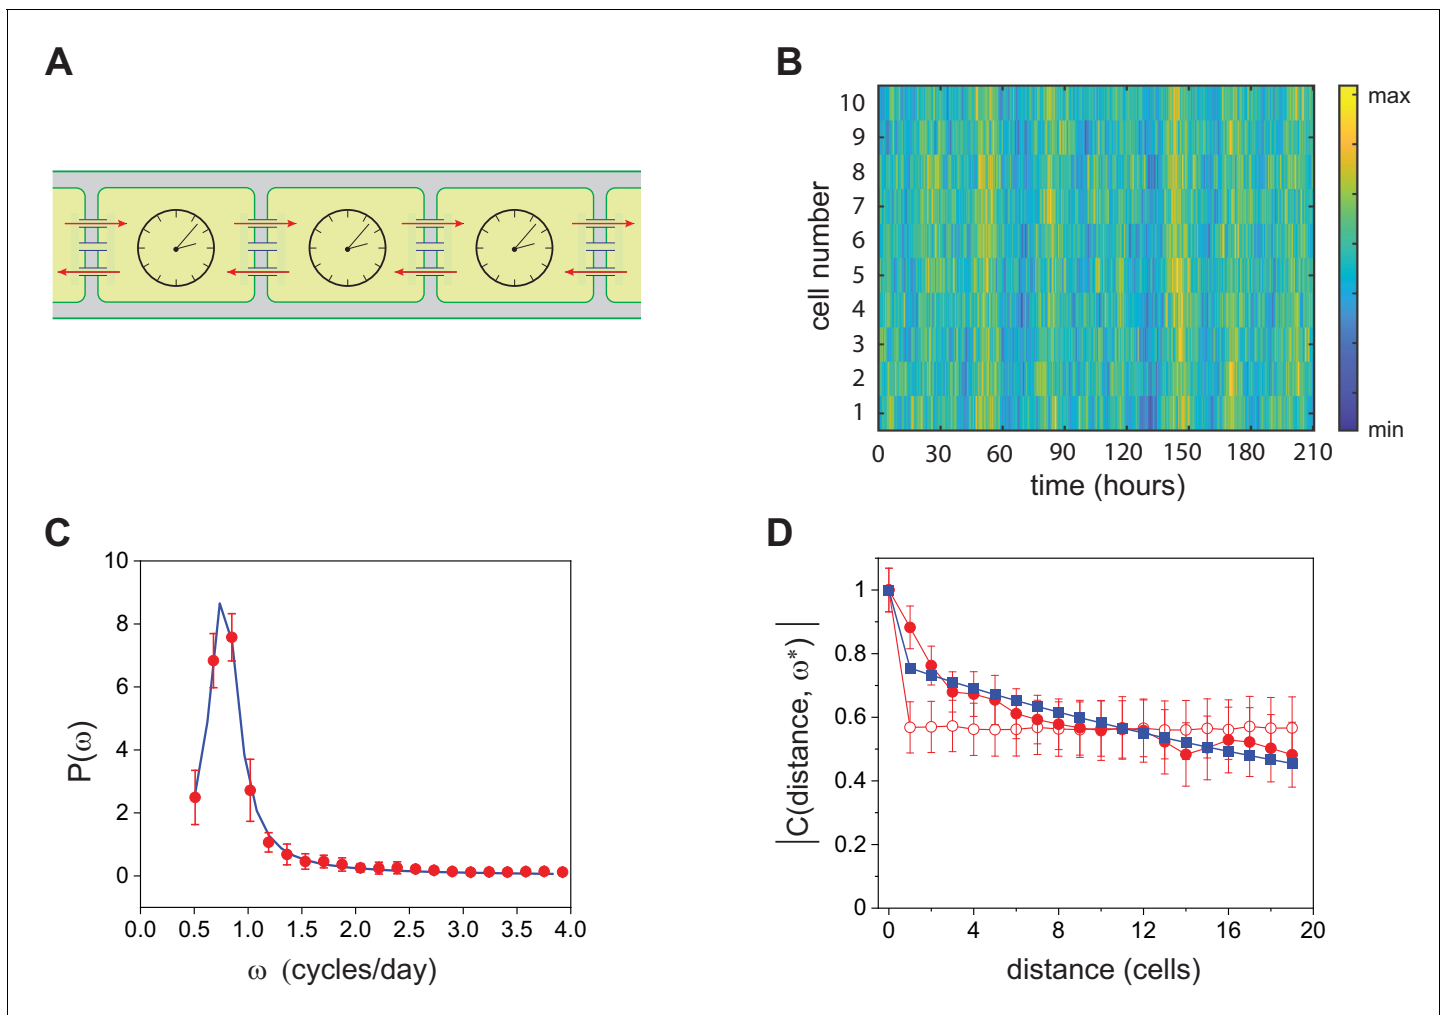 A
B
cell number
10
9
8
7
6
5
4
3
2
1
0 30 60 90 120 150 180 210
time (hours)
max
min
C
P(ω)
10
8
6
4
2
0
0.0 0.5 1.0 1.5 2.0 2.5 3.0 3.5 4.0
ω (cycles/day)
D
|C(distance, ω*)|
1
0.8
0.6
0.4
0.2
0
0 4 8 12 16 20
distance (cells)